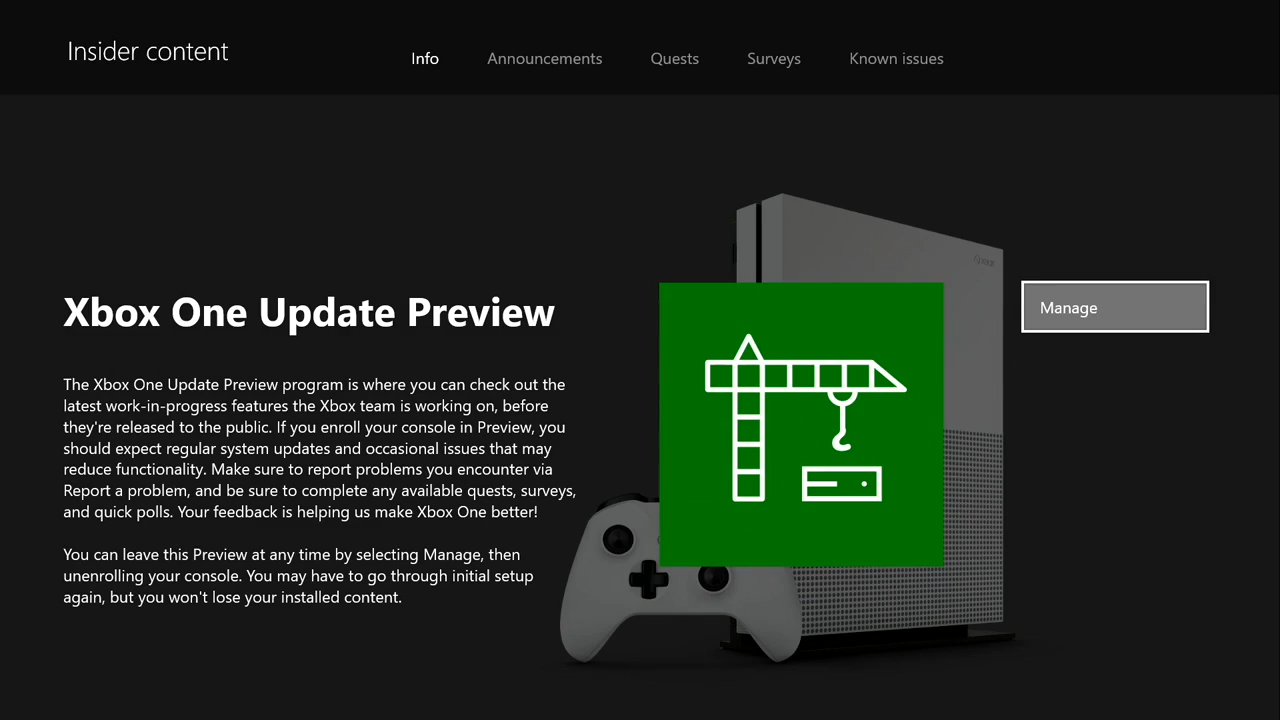 Insider content
Info
Announcements
Quests
Surveys
Known issues
Xbox One Update Preview
Manage
The Xbox One Update Preview program is where you can check out the
latest work-in-progress features the Xbox team is working on, before
they're released to the public. If you enroll your console in Preview, you
should expect regular system updates and occasional issues that may
reduce functionality. Make sure to report problems you encounter via
Report a problem, and be sure to complete any available quests, surveys,
and quick polls. Your feedback is helping us make Xbox One better!
You can leave this Preview at any time by selecting Manage, then
unenrolling your console. You may have to go through initial setup
again, but you won't lose your installed content.